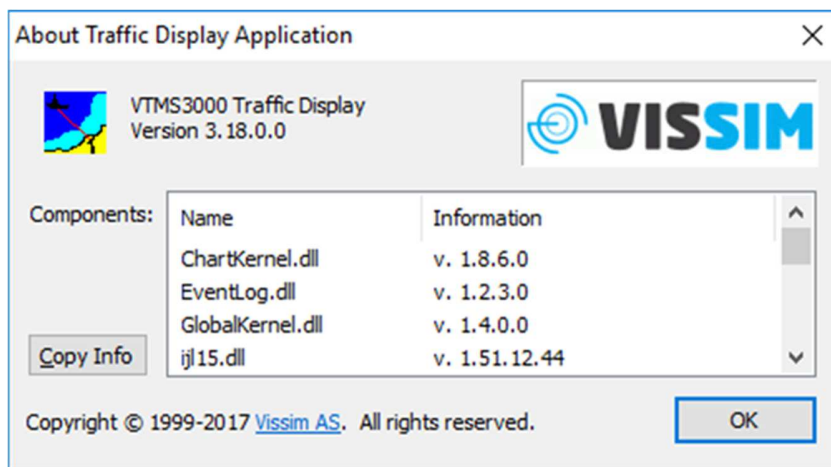 About Traffic Display Application
VTMS3000 Traffic Display
Version 3.18.0.0
VISSIM
Components:
Name Information
ChartKernel.dll v. 1.8.6.0
EventLog.dll v. 1.2.3.0
GlobalKernel.dll v. 1.4.0.0
ijl15.dll v. 1.51.12.44
Copy Info
Copyright © 1999-2017 Vissim AS. All rights reserved.
OK